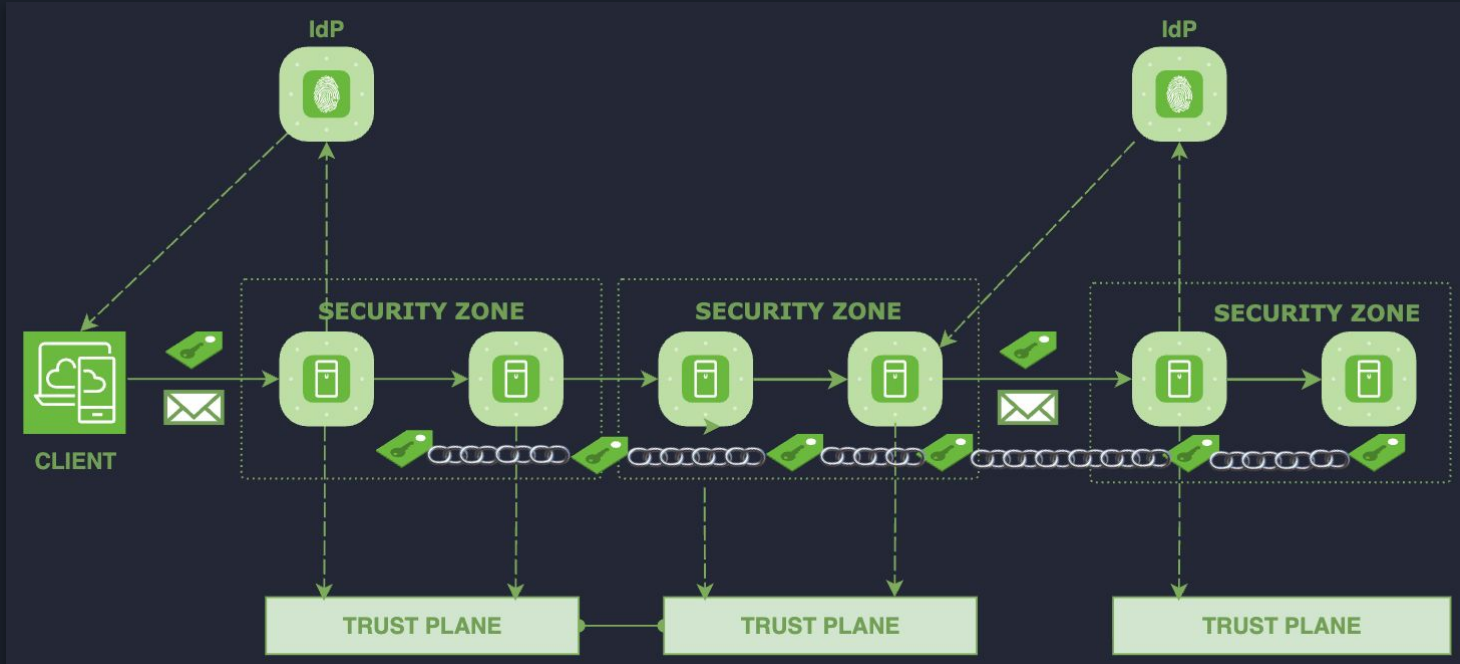 IdP
IdP
SECURITY ZONE
SECURITY ZONE
SECURITY ZONE
CLIENT
TRUST PLANE
TRUST PLANE
TRUST PLANE